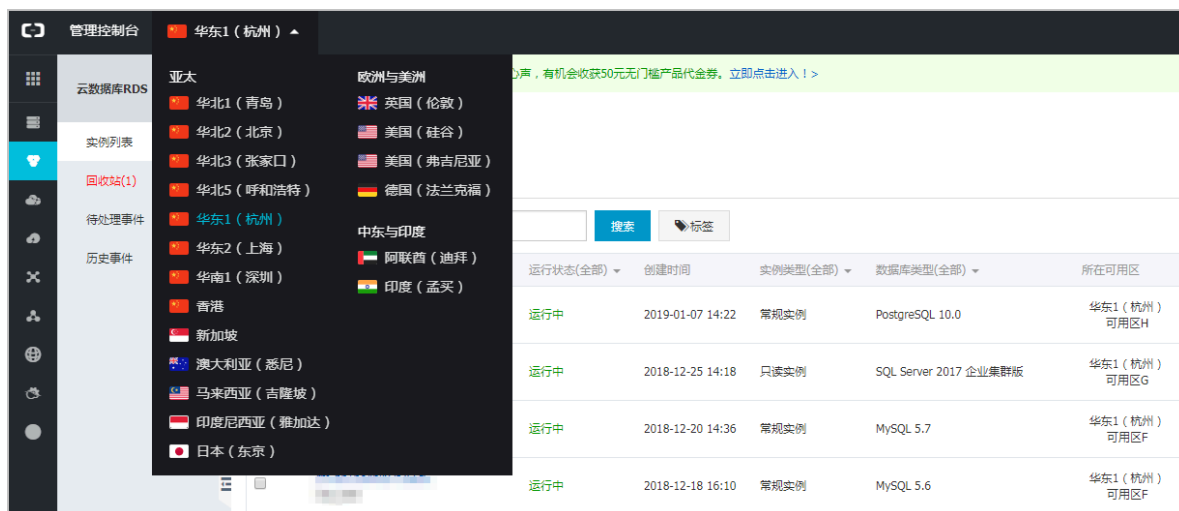 管理控制台
华东1（杭州）
亚太
华北1（青岛）
华北2（北京）
华北3（张家口）
华北5（呼和浩特）
华东1（杭州）
华东2（上海）
华南1（深圳）
香港
新加坡
澳大利亚（悉尼）
马来西亚（吉隆坡）
印度尼西亚（雅加达）
日本（东京）
欧洲与美洲
英国（伦敦）
美国（硅谷）
美国（弗吉尼亚）
德国（法兰克福）
中东与印度
阿联酋（迪拜）
印度（孟买）
云数据库RDS
实例列表
回收站(1)
待处理事件
历史事件
心声，有机会收获50元无门槛产品代金券。立即点击进入！>
搜索
标签
运行状态(全部) 创建时间 实例类型(全部) 数据库类型(全部) 所在可用区
运行中 2019-01-07 14:22 常规实例 PostgreSQL 10.0 华东1（杭州）
可用区H
运行中 2018-12-25 14:18 只读实例 SQL Server 2017 企业集群版 华东1（杭州）
可用区G
运行中 2018-12-20 14:36 常规实例 MySQL 5.7 华东1（杭州）
可用区F
运行中 2018-12-18 16:10 常规实例 MySQL 5.6 华东1（杭州）
可用区F